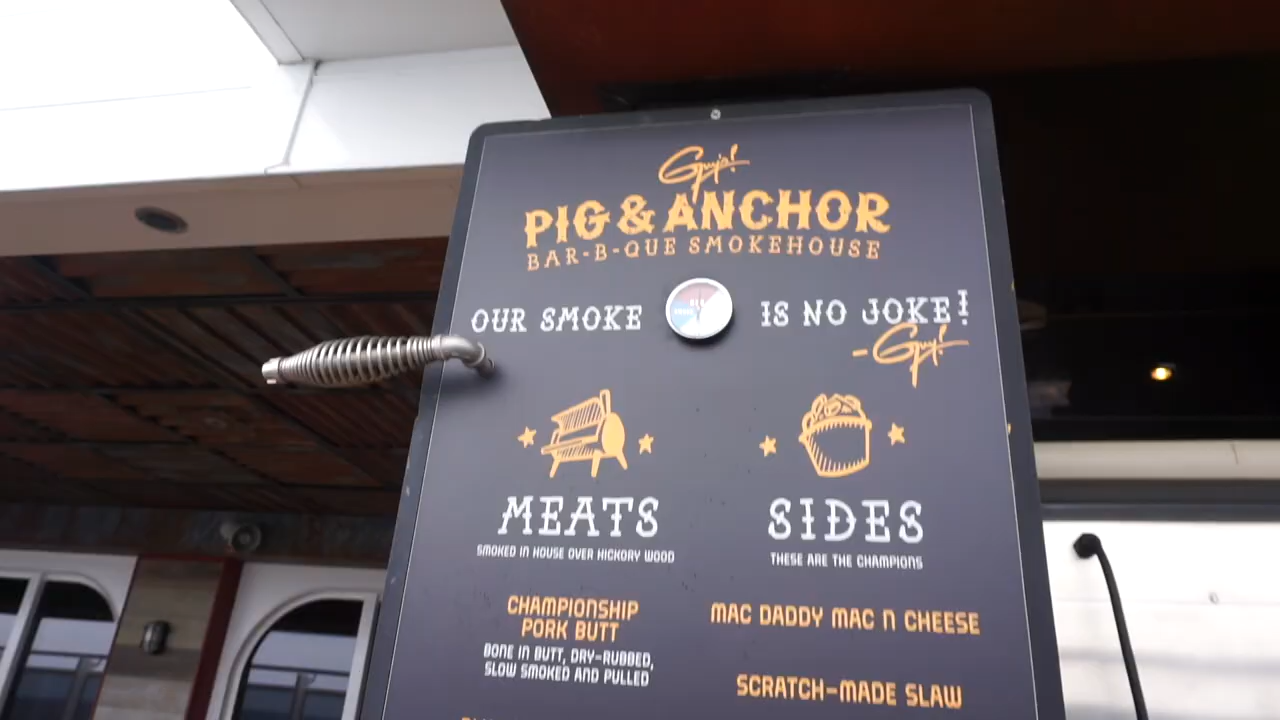 Guy's!
PIG & ANCHOR
BAR-B-QUE SMOKEHOUSE
OUR SMOKE IS NO JOKE!
-Guy!
MEATS
SMOKED IN HOUSE OVER HICKORY WOOD
CHAMPIONSHIP
PORK BUTT
BONE IN BUTT, DRY-RUBBED,
SLOW SMOKED AND PULLED
SIDES
THESE ARE THE CHAMPIONS
MAC DADDY MAC N CHEESE
SCRATCH-MADE SLAW